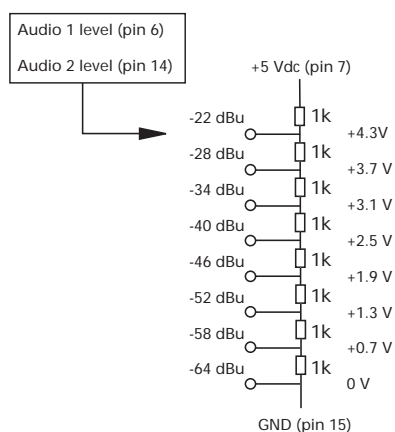 Audio 1 level (pin 6)
Audio 2 level (pin 14)
+5 Vdc (pin 7)
-22 dBu
1k
+4.3V
-28 dBu
1k
+3.7 V
-34 dBu
1k
+3.1 V
-40 dBu
1k
+2.5 V
-46 dBu
1k
+1.9 V
-52 dBu
1k
+1.3 V
-58 dBu
1k
+0.7 V
-64 dBu
1k
0 V
GND (pin 15)